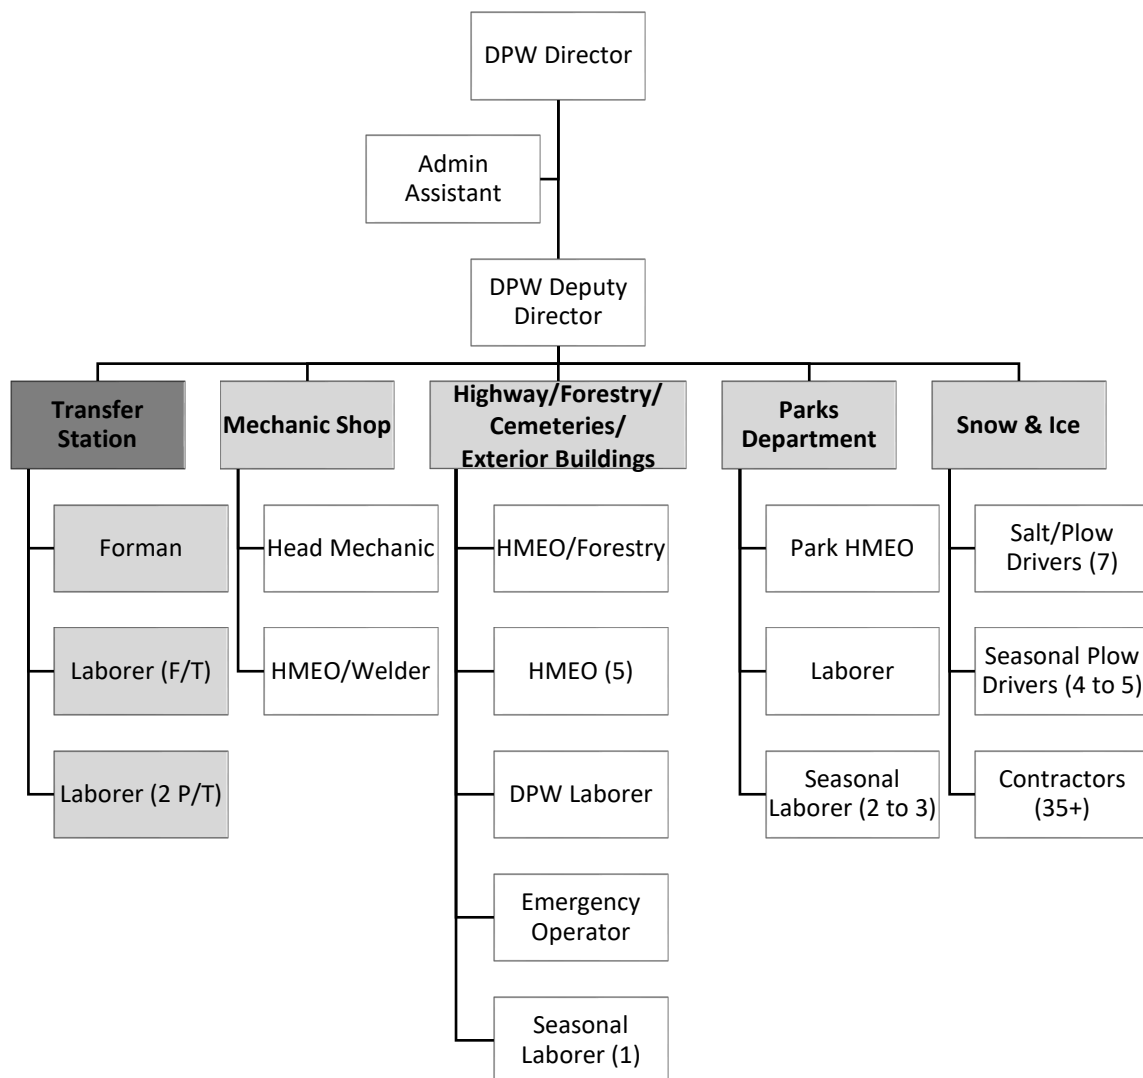 DPW Director
Admin
Assistant
DPW Deputy
Director
Transfer
Station
Forman
Laborer (F/T)
Laborer (2 P/T)
Mechanic Shop
Head Mechanic
HMEO/Welder
Highway/Forestry/
Cemeteries/
Exterior Buildings
HMEO/Forestry
HMEO (5)
DPW Laborer
Emergency
Operator
Seasonal
Laborer (1)
Parks
Department
Park HMEO
Laborer
Seasonal
Laborer (2 to 3)
Snow & Ice
Salt/Plow
Drivers (7)
Seasonal Plow
Drivers (4 to 5)
Contractors
(35+)